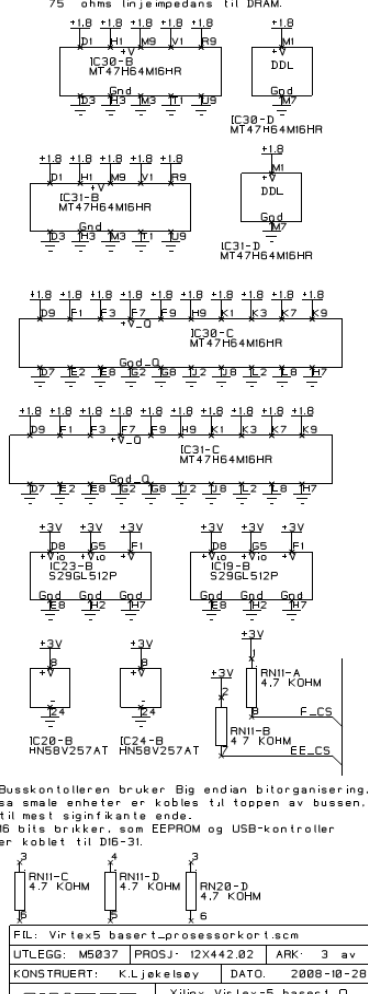 75 ohms linjeimpedans til DRAM.
+1.8 +1.8 +1.8 +1.8 +1.8 +1.8
D1 H1 M9 V1 R9 M1
+V
IC30-B
MT47H64M16HR
DDL
Gnd Gnd
D3 H3 M3 T1 U9 M7
IC30-D
MT47H64M16HR
+1.8 +1.8 +1.8 +1.8 +1.8 +1.8
D1 H1 M9 V1 R9 M1
+V
IC31-B
MT47H64M16HR
DDL
Gnd Gnd
D3 H3 M3 T1 U9 M7
IC31-D
MT47H64M16HR
+1.8 +1.8 +1.8 +1.8 +1.8 +1.8 +1.8 +1.8 +1.8 +1.8
D9 F1 F3 F7 F9 H9 K1 K3 K7 K9
+V_Q
IC30-C
MT47H64M16HR
Gnd_Q
D7 E2 E8 G2 G8 J2 J8 L2 L8 H7
+1.8 +1.8 +1.8 +1.8 +1.8 +1.8 +1.8 +1.8 +1.8 +1.8
D9 F1 F3 F7 F9 H9 K1 K3 K7 K9
+V_Q
IC31-C
MT47H64M16HR
Gnd_Q
D7 E2 E8 G2 G8 J2 J8 L2 L8 H7
+3V +3V +3V +3V +3V +3V
D8 G5 F1 D8 G5 F1
+Vio +Vio +V +Vio +Vio +V
IC23-B IC19-B
S29GL512P S29GL512P
Gnd Gnd Gnd Gnd Gnd Gnd
E8 H2 H7 E8 H2 H7
+3V +3V +3V
8 8 1
+V +V
RN11-A
4.7 KOHM
+3V
2
8 F_CS
- -
24 24
RN11-B
4 7 KOHM
7 EE_CS
IC20-B IC24-B
HN58V257AT HN58V257AT
Busskontolleren bruker Big endian bitorganisering.
sa smale enheter er kobles til toppen av bussen.
til mest siginfikante ende.
16 bits brikker. som EEPROM og USB-kontroller
er koblet til D16-31.
3 4 3
RN11-C RN11-D RN20-D
4.7 KOHM 4.7 KOHM 4.7 KOHM
6 5 6
FIL: Virtex5 basert_prosessorkort.scm
UTLEGG: M5037 PROSJ. 12X442.02 ARK. 3 av
KONSTRUERT: K.Ljøkelsøy DATO. 2008-10-28
Xilinx Virtex-5 basert